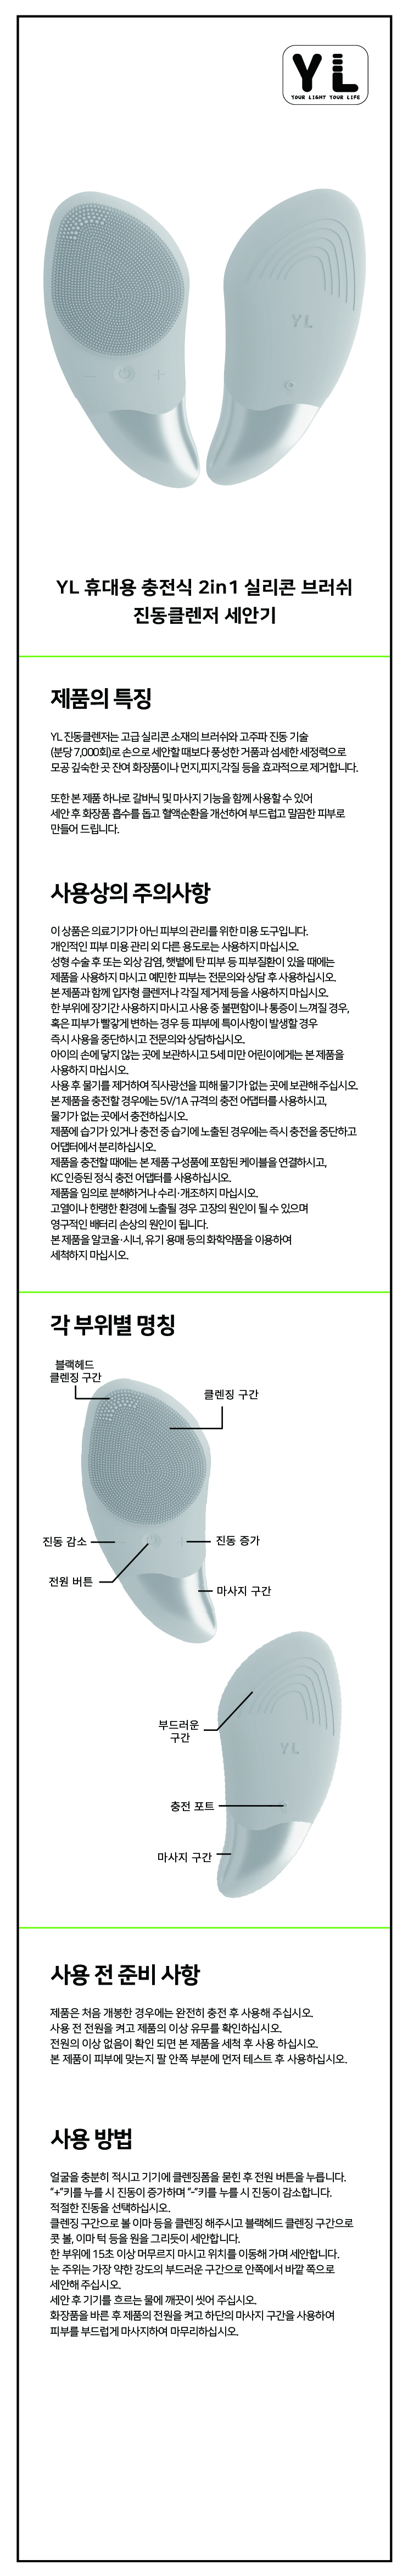 YL
YOUR LIGHT YOUR LIFE
YL
YL 휴대용 충전식 2in1 실리콘 브러쉬
진동클렌저 세안기
제품의 특징
YL 진동클렌저는 고급 실리콘 소재의 브러쉬와 고주파 진동 기술
(분당 7,000회)로 손으로 세안할 때보다 풍성한 거품과 섬세한 세정력으로
모공 깊숙한 곳 잔여 화장품이나 먼지,피지,각질 등을 효과적으로 제거합니다.
또한 본 제품 하나로 갈바닉 및 마사지 기능을 함께 사용할 수 있어
세안 후 화장품 흡수를 돕고 혈액순환을 개선하여 부드럽고 말끔한 피부로
만들어 드립니다.
사용상의 주의사항
이 상품은 의료기기가 아닌 피부의 관리를 위한 미용 도구입니다.
개인적인 피부 미용 관리 외 다른 용도로는 사용하지 마십시오.
성형 수술 후 또는 외상 감염, 햇볕에 탄 피부 등 피부질환이 있을 때에는
제품을 사용하지 마시고 예민한 피부는 전문의와 상담 후 사용하십시오.
본 제품과 함께 입자형 클렌저나 각질 제거제 등을 사용하지 마십시오.
한 부위에 장기간 사용하지 마시고 사용 중 불편함이나 통증이 느껴질 경우,
혹은 피부가 빨갛게 변하는 경우 등 피부에 특이사항이 발생할 경우
즉시 사용을 중단하시고 전문의와 상담하십시오.
아이의 손에 닿지 않는 곳에 보관하시고 5세 미만 어린이에게는 본 제품을
사용하지 마십시오.
사용 후 물기를 제거하여 직사광선을 피해 물기가 없는 곳에 보관해 주십시오.
본 제품을 충전할 경우에는 5V/1A 규격의 충전 어댑터를 사용하시고,
물기가 없는 곳에서 충전하십시오.
제품에 습기가 있거나 충전 중 습기에 노출된 경우에는 즉시 충전을 중단하고
어댑터에서 분리하십시오.
제품을 충전할 때에는 본 제품 구성품에 포함된 케이블을 연결하시고,
KC 인증된 정식 충전 어댑터를 사용하십시오.
제품을 임의로 분해하거나 수리·개조하지 마십시오.
고열이나 한랭한 환경에 노출될 경우 고장의 원인이 될 수 있으며
영구적인 배터리 손상의 원인이 됩니다.
본 제품을 알코올·시너, 유기 용매 등의 화학약품을 이용하여
세척하지 마십시오.
각 부위별 명칭
블랙헤드
클렌징 구간
클렌징 구간
진동 감소
진동 증가
전원 버튼
마사지 구간
부드러운
구간
YL
충전 포트
마사지 구간
사용 전 준비 사항
제품은 처음 개봉한 경우에는 완전히 충전 후 사용해 주십시오.
사용 전 전원을 켜고 제품의 이상 유무를 확인하십시오.
전원의 이상 없음이 확인 되면 본 제품을 세척 후 사용 하십시오.
본 제품이 피부에 맞는지 팔 안쪽 부분에 먼저 테스트 후 사용하십시오.
사용 방법
얼굴을 충분히 적시고 기기에 클렌징폼을 묻힌 후 전원 버튼을 누릅니다.
"+"키를 누를 시 진동이 증가하며 "-"키를 누를 시 진동이 감소합니다.
적절한 진동을 선택하십시오.
클렌징 구간으로 볼 이마 등을 클렌징 해주시고 블랙헤드 클렌징 구간으로
콧 볼, 이마 턱 등을 원을 그리듯이 세안합니다.
한 부위에 15초 이상 머무르지 마시고 위치를 이동해 가며 세안합니다.
눈 주위는 가장 약한 강도의 부드러운 구간으로 안쪽에서 바깥 쪽으로
세안해 주십시오.
세안 후 기기를 흐르는 물에 깨끗이 씻어 주십시오.
화장품을 바른 후 제품의 전원을 켜고 하단의 마사지 구간을 사용하여
피부를 부드럽게 마사지하여 마무리하십시오.